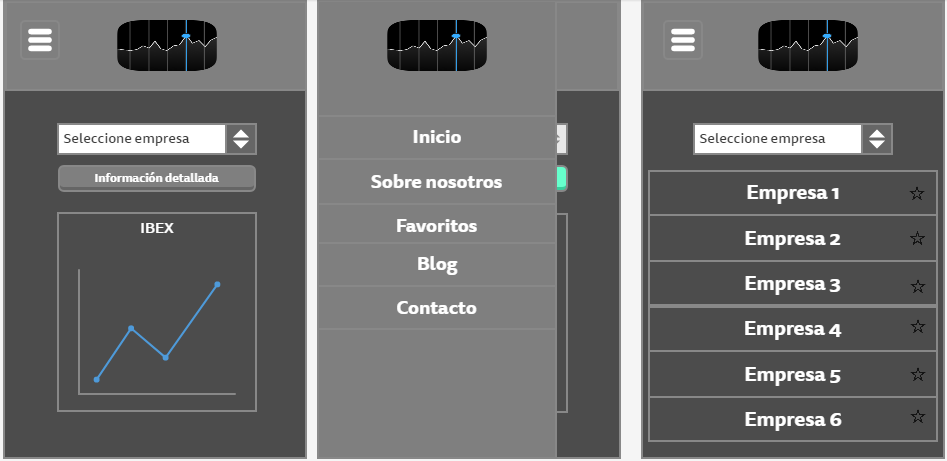 Seleccione empresa
Información detallada
IBEX
Inicio
Sobre nosotros
Favoritos
Blog
Contacto
Seleccione empresa
Empresa 1
Empresa 2
Empresa 3
Empresa 4
Empresa 5
Empresa 6